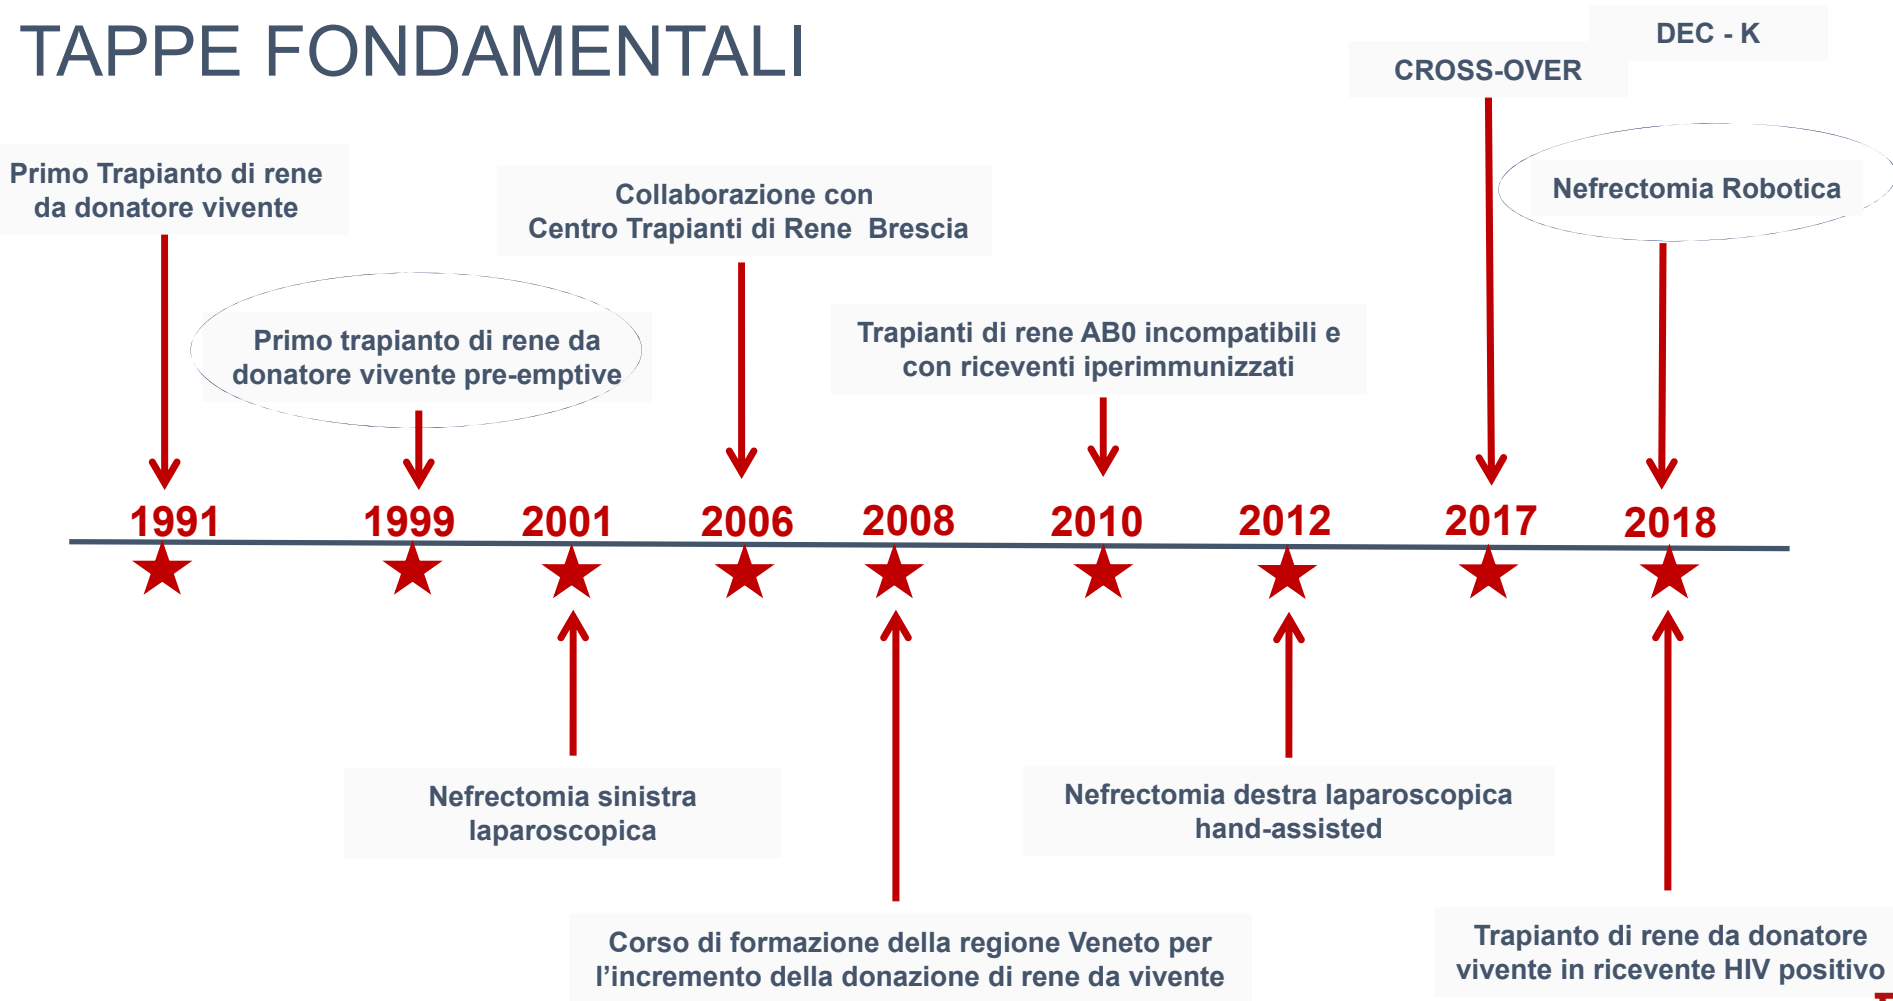 TAPPE FONDAMENTALI
DEC - K
CROSS-OVER
Primo Trapianto di rene
da donatore vivente
Collaborazione con
Centro Trapianti di Rene Brescia
Nefrectomia Robotica
Primo trapianto di rene da
donatore vivente pre-emptive
Trapianti di rene AB0 incompatibili e
con riceventi iperimmunizzati
1991 1999 2001 2006 2008 2010 2012 2017 2018
Nefrectomia sinistra
laparoscopica
Nefrectomia destra laparoscopica
hand-assisted
Corso di formazione della regione Veneto per
l’incremento della donazione di rene da vivente
Trapianto di rene da donatore
vivente in ricevente HIV positivo